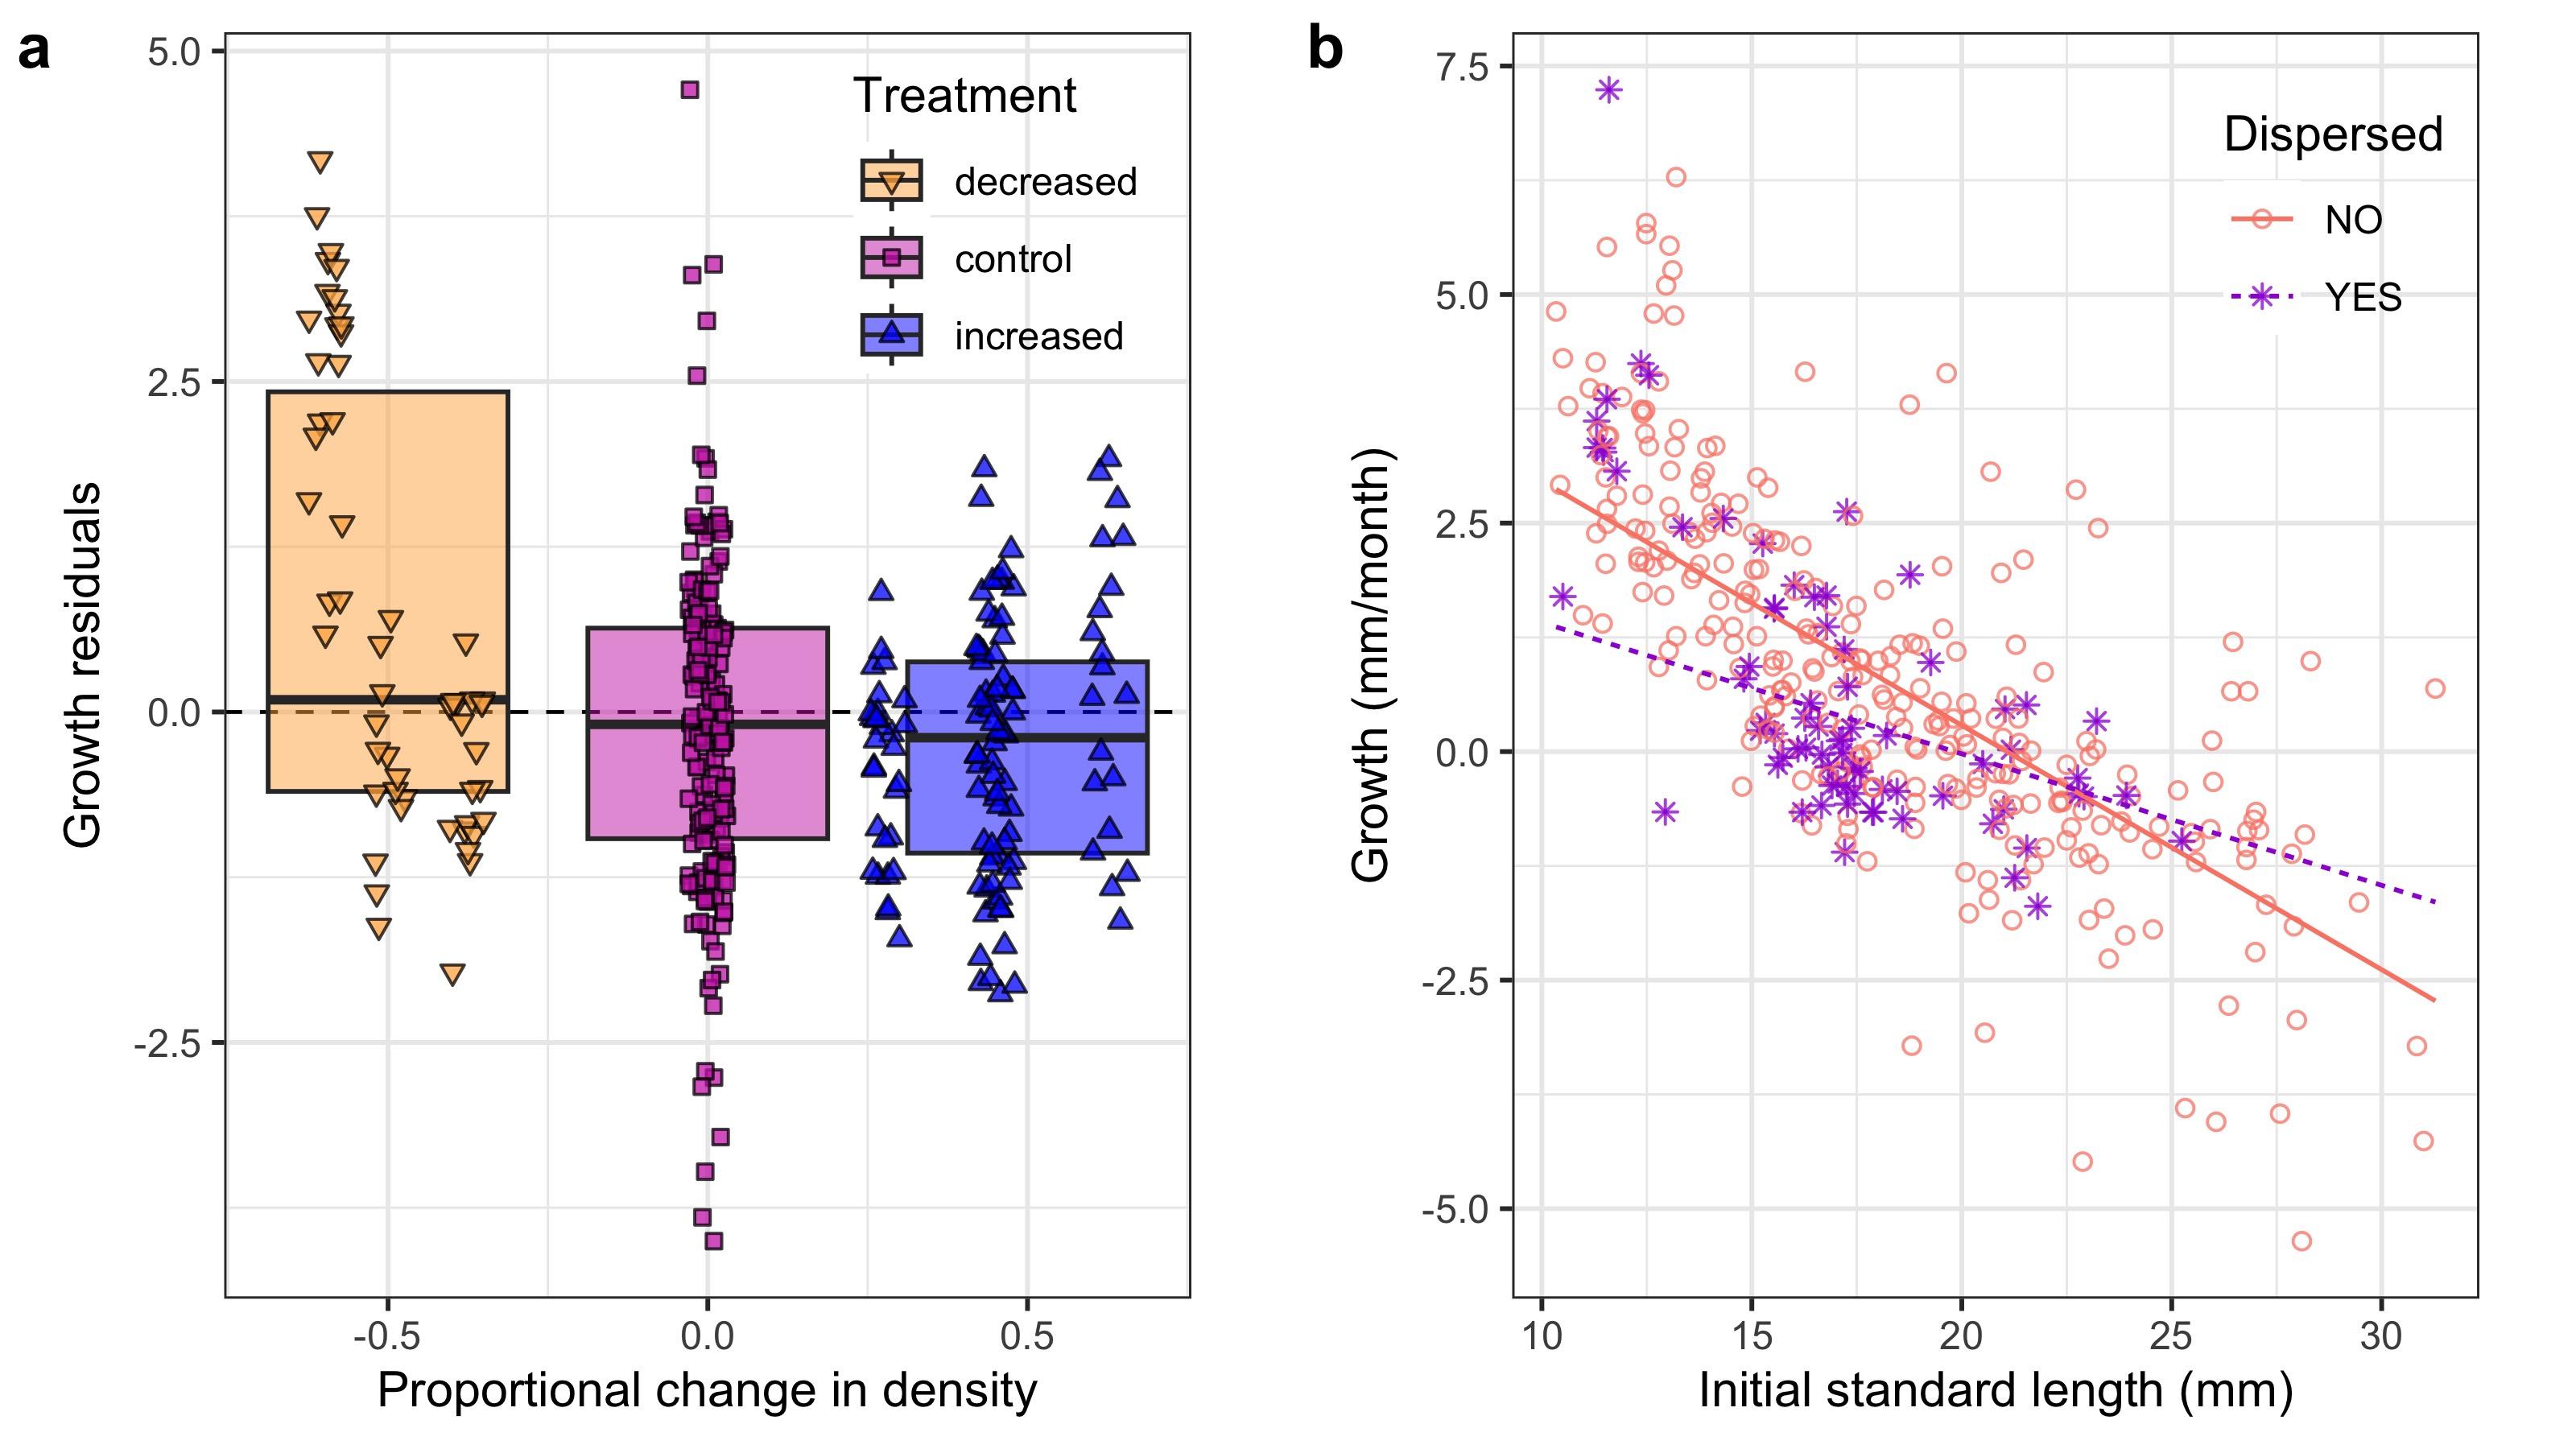 a
5.0
2.5
0.0
-2.5
Growth residuals
-0.5
0.0
0.5
Proportional change in density
Treatment
decreased
control
increased
b
7.5
5.0
2.5
0.0
-2.5
-5.0
Growth (mm/month)
10
15
20
25
30
Initial standard length (mm)
Dispersed
NO
YES